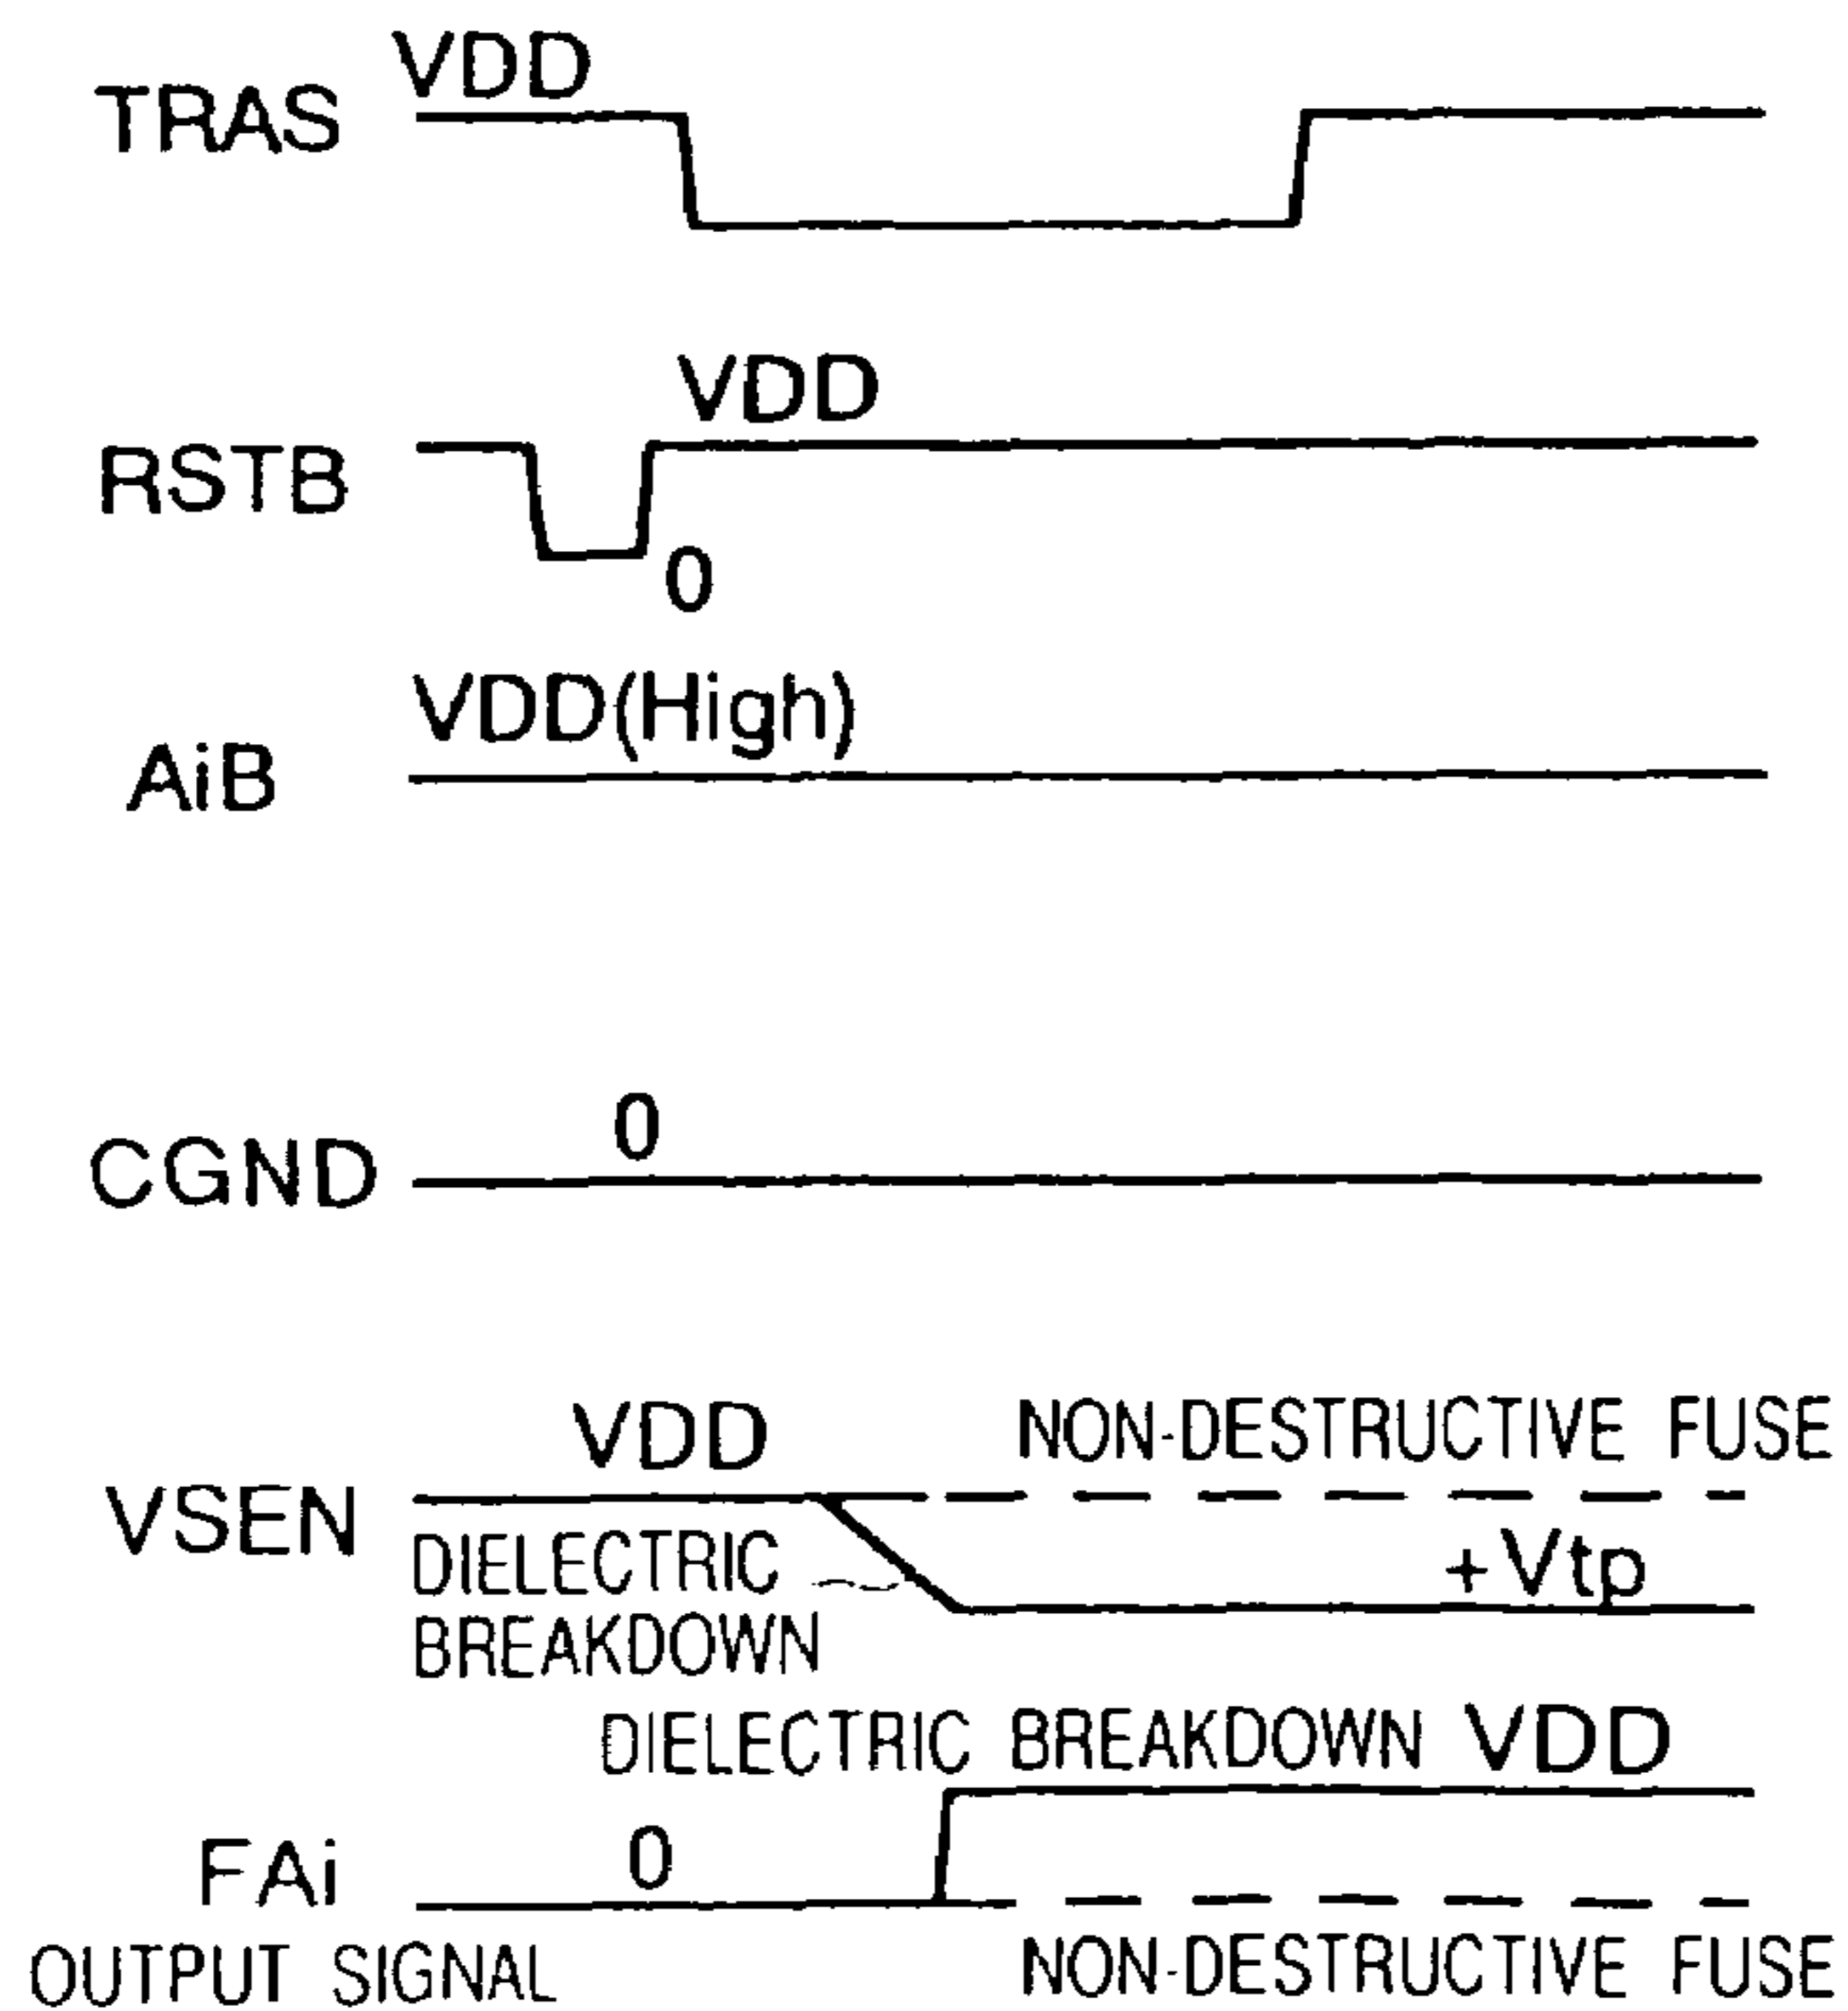 VDD
TRAS
VDD
RSTB
0
VDD(High)
AiB
0
CGND
VDD
NON-DESTRUCTIVE FUSE
VSEN
DIELECTRIC
BREAKDOWN
+Vtp
DIELECTRIC BREAKDOWN VDD
0
FAi
OUTPUT SIGNAL
NON-DESTRUCTIVE FUSE